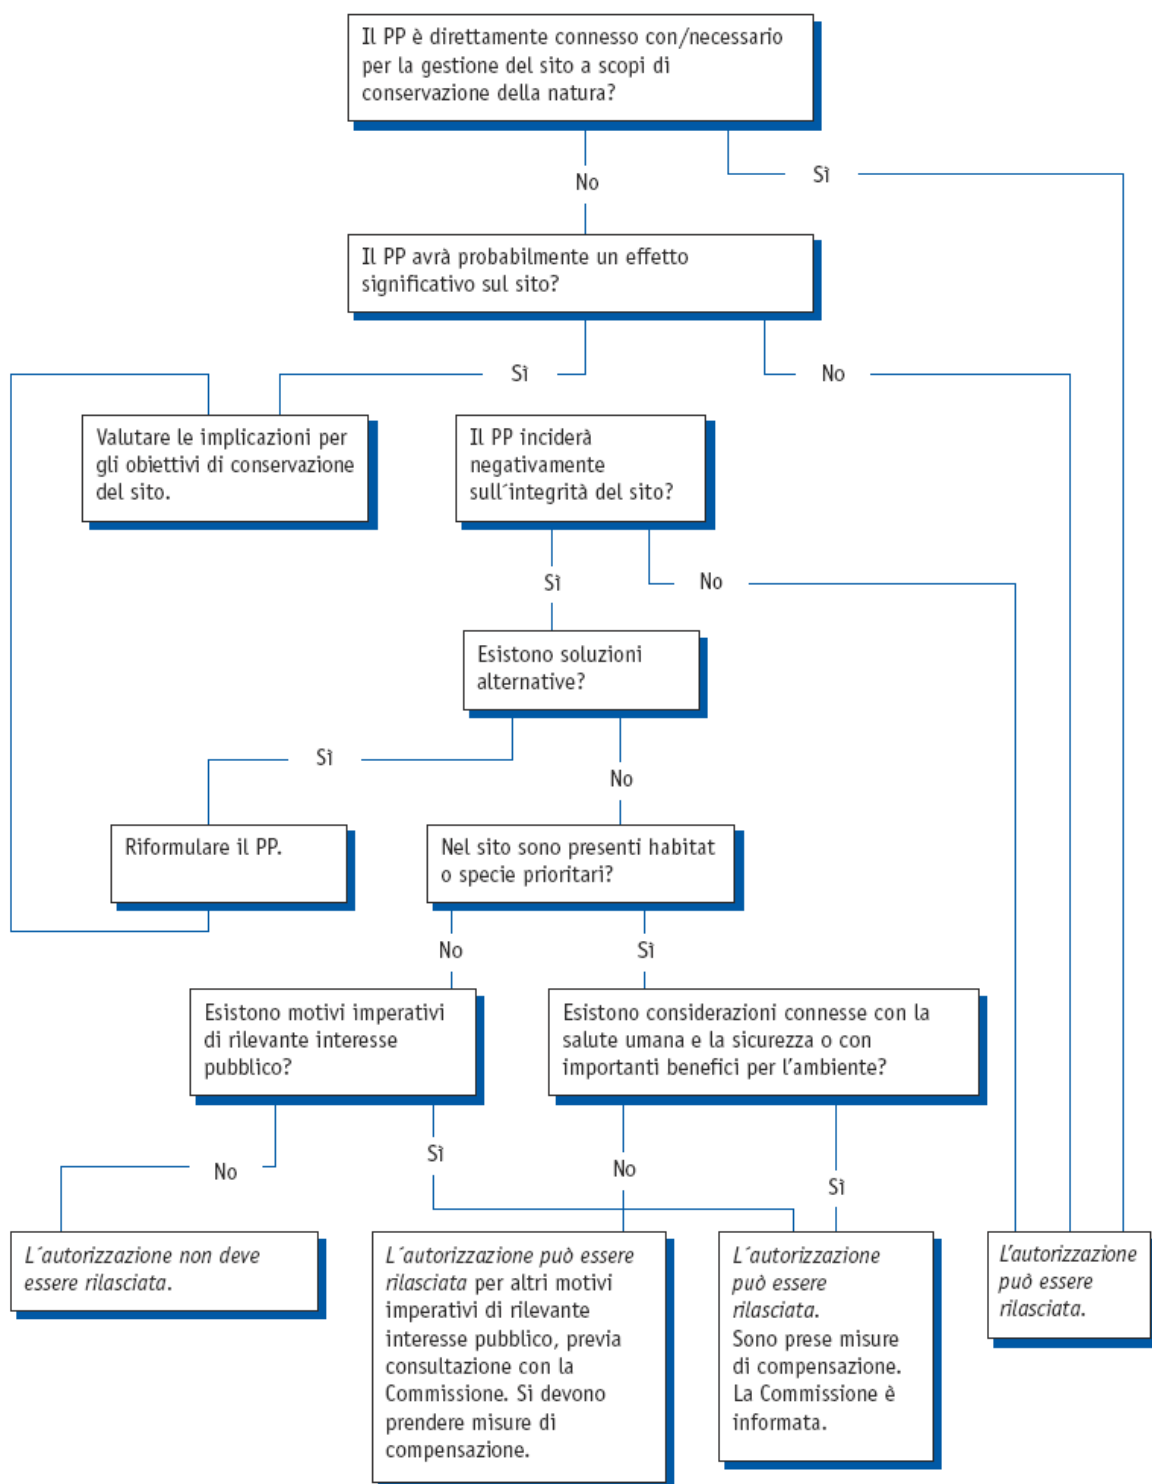 Il PP è direttamente connesso con/necessario
per la gestione del sito a scopi di
conservazione della natura?
No
Sì
Il PP avrà probabilmente un effetto
significativo sul sito?
Sì
No
Valutare le implicazioni per
gli obiettivi di conservazione
del sito.
Il PP inciderà
negativamente
sull´integrità del sito?
Sì
No
Esistono soluzioni
alternative?
Sì
No
Riformulare il PP.
Nel sito sono presenti habitat
o specie prioritari?
No
Sì
Esistono motivi imperativi
di rilevante interesse
pubblico?
Esistono considerazioni connesse con la
salute umana e la sicurezza o con
importanti benefici per l’ambiente?
No
Sì
No
Sì
L´autorizzazione non deve
essere rilasciata.
L´autorizzazione può essere
rilasciata per altri motivi
imperativi di rilevante
interesse pubblico, previa
consultazione con la
Commissione. Si devono
prendere misure di
compensazione.
L´autorizzazione
può essere
rilasciata.
Sono prese misure
di compensazione.
La Commissione è
informata.
L’autorizzazione
può essere
rilasciata.